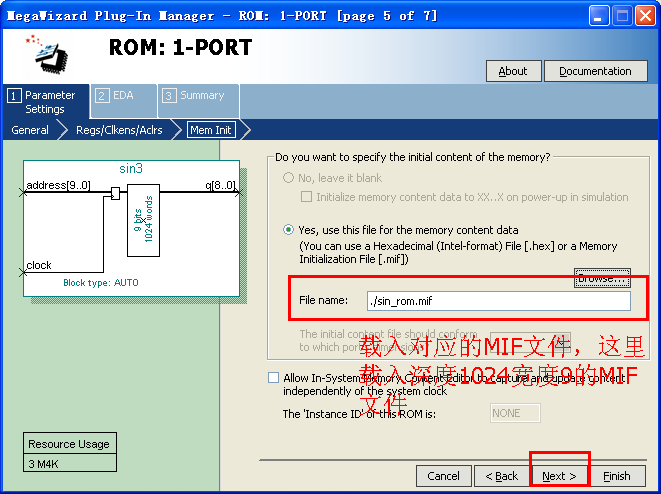 MegaWizard Plug-In Manager - ROM: 1-PORT [page 5 of 7]
ROM: 1-PORT
About
Documentation
1 Parameter Settings
2 EDA
3 Summary
General
Regs/Clkens/Aclrs
Mem Init
sin3
address[9..0]
q[8..0]
9 bits
1024 words
clock
Block type: AUTO
Do you want to specify the initial content of the memory?
No, leave it blank
Initialize memory content data to XX..X on power-up in simulation
Yes, use this file for the memory content data
(You can use a Hexadecimal (Intel-format) File [.hex] or a Memory
Initialization File [.mif])
Browse...
File name:
./sin_rom.mif
The initial content file should conform
to which port's dimensions?
载入对应的MIF文件，这里
载入深度1024宽度9的MIF
文件
Allow In-System Memory Content Editor to capture and update content
independently of the system clock
The 'Instance ID' of this ROM is:
NONE
Resource Usage
3 M4K
Cancel
< Back
Next >
Finish